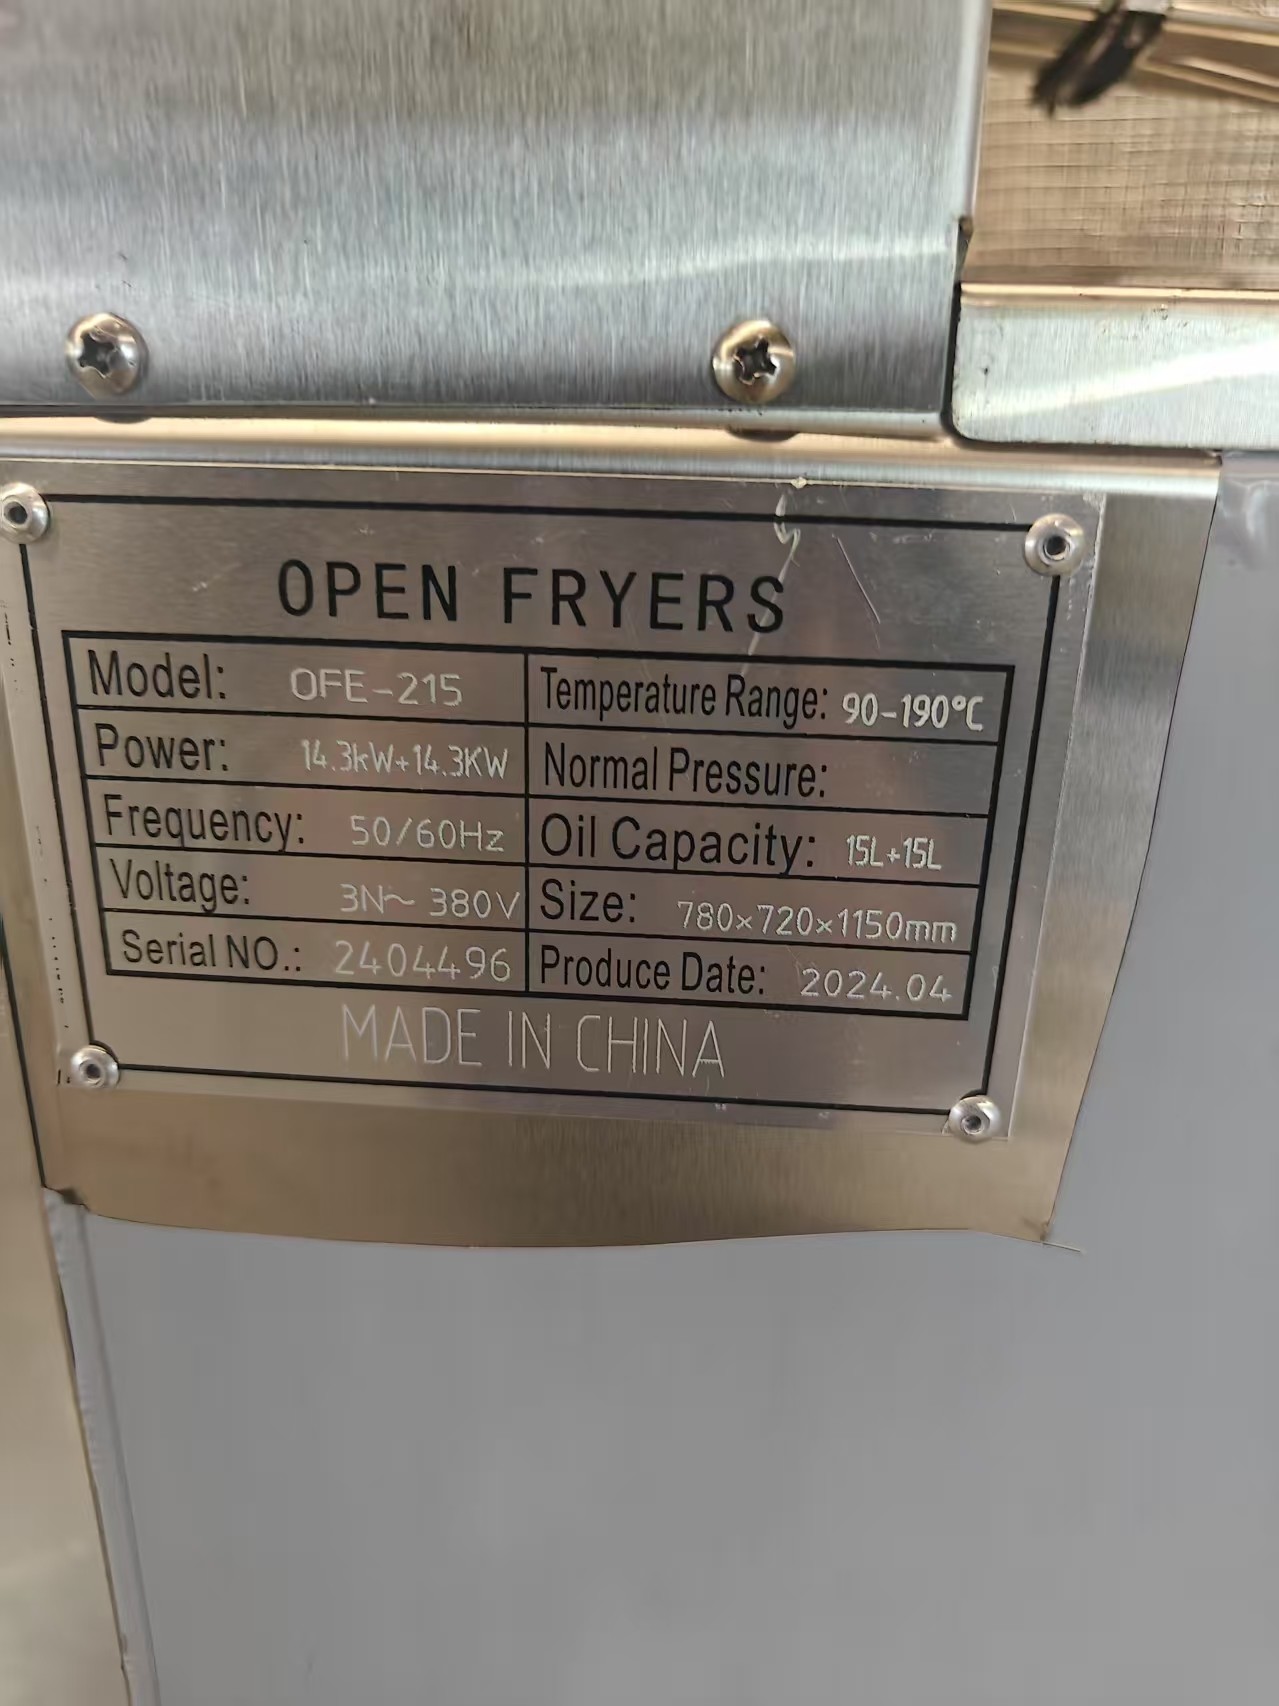 OPEN FRYERS
Model: OFE-215 Temperature Range: 90-190°C
Power: 14.3kW+14.3KW Normal Pressure:
Frequency: 50/60Hz Oil Capacity: 15L+15L
Voltage: 3N~ 380V Size: 780×720×1150mm
Serial NO.: 2404496 Produce Date: 2024.04
MADE IN CHINA